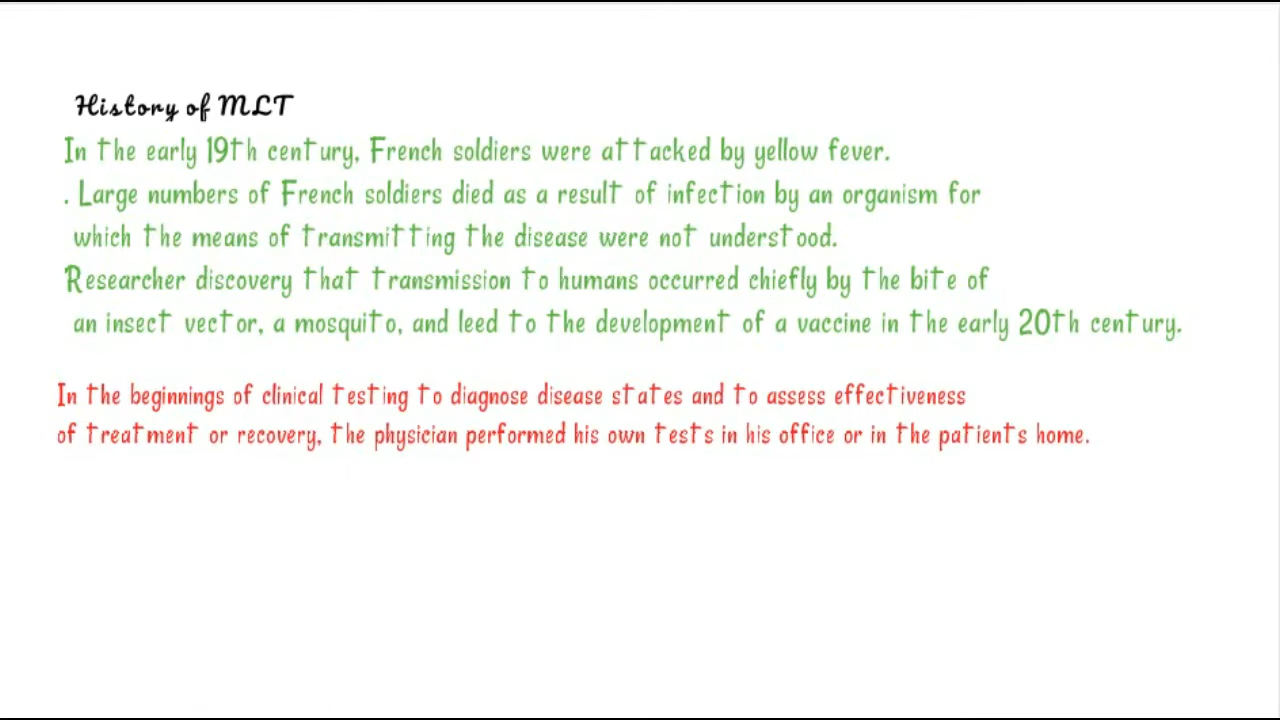 History of MLT
In the early 19th century, French soldiers were attacked by yellow fever.
. Large numbers of French soldiers died as a result of infection by an organism for
which the means of transmitting the disease were not understood.
Researcher discovery that transmission to humans occurred chiefly by the bite of
an insect vector, a mosquito, and leed to the development of a vaccine in the early 20th century.
In the beginnings of clinical testing to diagnose disease states and to assess effectiveness
of treatment or recovery, the physician performed his own tests in his office or in the patients home.